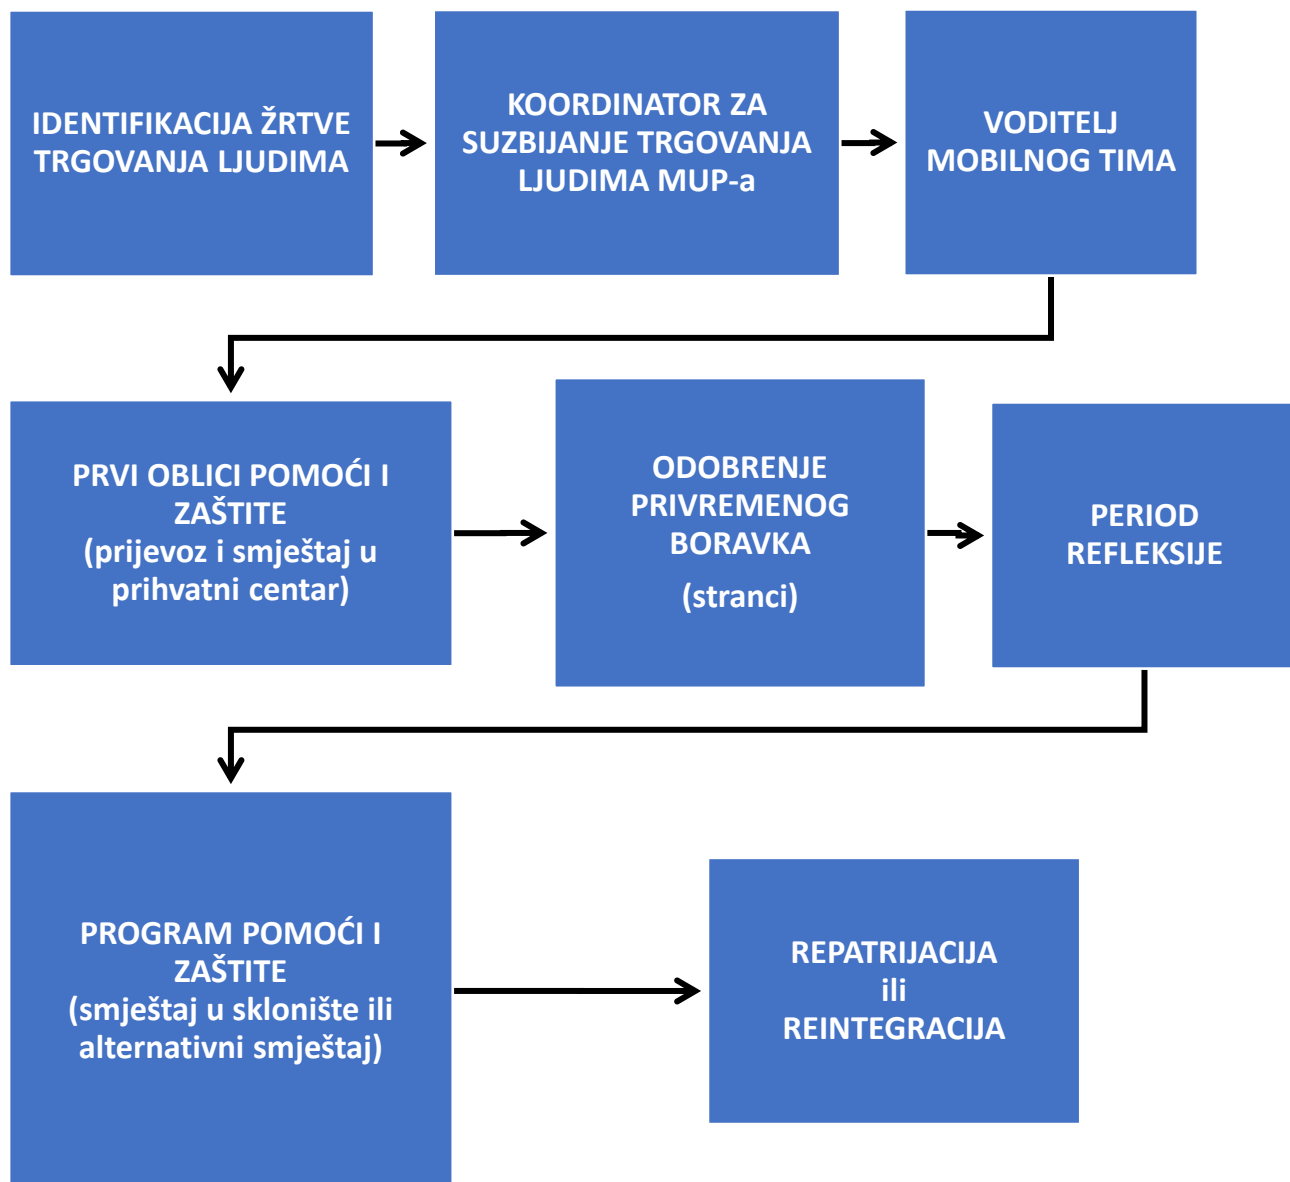 IDENTIFIKACIJA ŽRTVE
TRGOVANJA LJUDIMA
KOORDINATOR ZA
SUZBIJANJE TRGOVANJA
LJUDIMA MUP-a
VODITELJ
MOBILNOG TIMA
PRVI OBLICI POMOĆI I
ZAŠTITE
(prijevoz i smještaj u
prihvatni centar)
ODOBRENJE
PRIVREMENOG
BORAVKA
(stranci)
PERIOD
REFLEKSIJE
PROGRAM POMOĆI I
ZAŠTITE
(smještaj u sklonište ili
alternativni smještaj)
REPATRIJACIJA
ili
REINTEGRACIJA